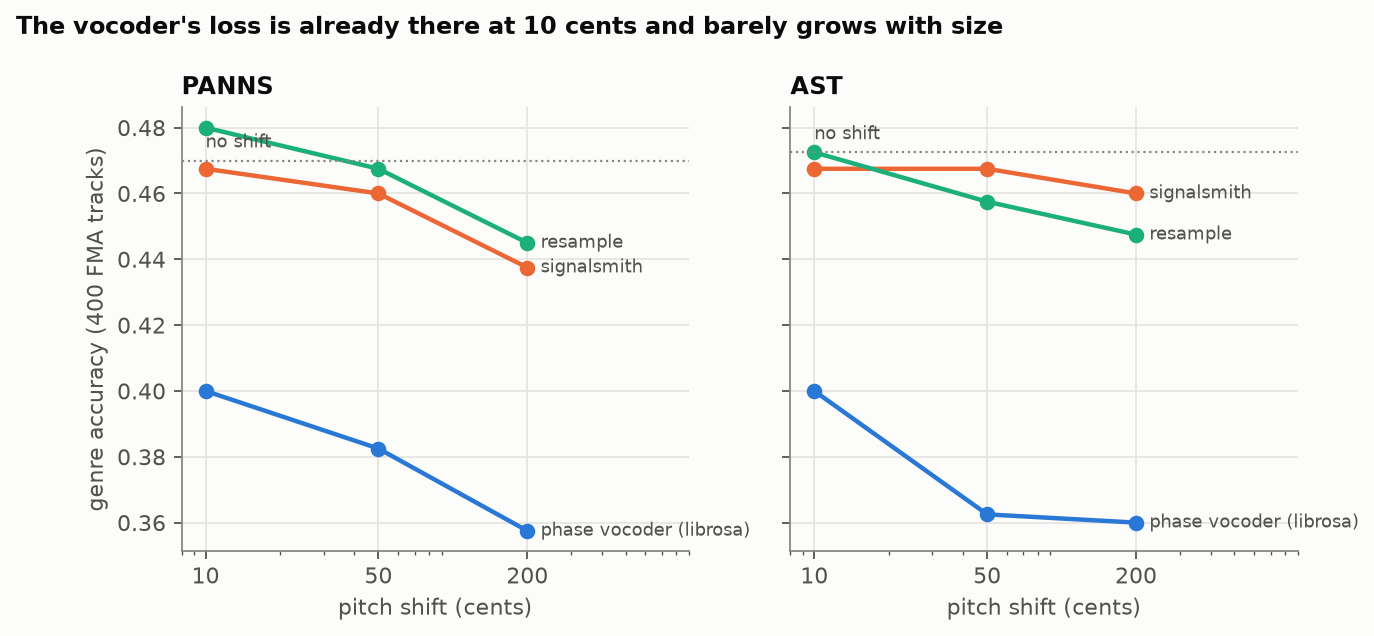 The vocoder's loss is already there at 10 cents and barely grows with size
PANNS
genre accuracy (400 FMA tracks)
0.48
0.46
0.44
0.42
0.40
0.38
0.36
no shift
resample
signalsmith
phase vocoder (librosa)
10 50 200
pitch shift (cents)
AST
no shift
signalsmith
resample
phase vocoder (librosa)
10 50 200
pitch shift (cents)